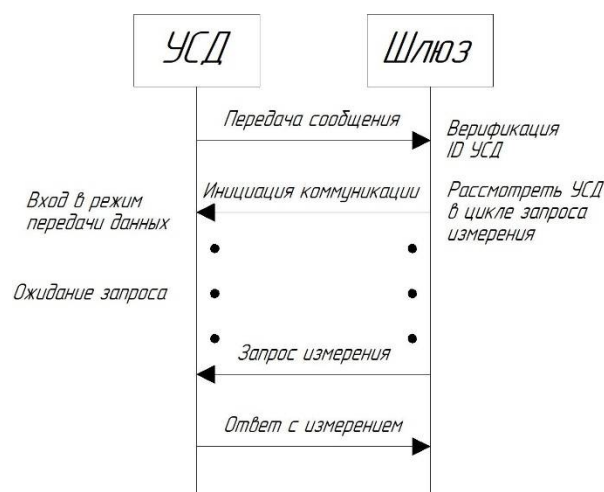 УСД
Шлюз
Передача сообщения
Верификация
ID УСД
Инициация коммуникации
Рассмотреть УСД
в цикле запроса
измерения
Вход в режим
передачи данных
Ожидание запроса
Запрос измерения
Ответ с измерением